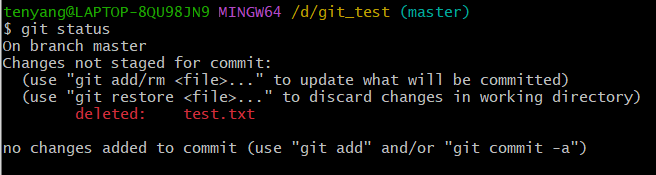 tenyang@LAPTOP-8QU98JN9 MINGW64 /d/git_test (master)
$ git status
On branch master
Changes not staged for commit:
  (use "git add/rm <file>..." to update what will be committed)
  (use "git restore <file>..." to discard changes in working directory)
        deleted:    test.txt

no changes added to commit (use "git add" and/or "git commit -a")